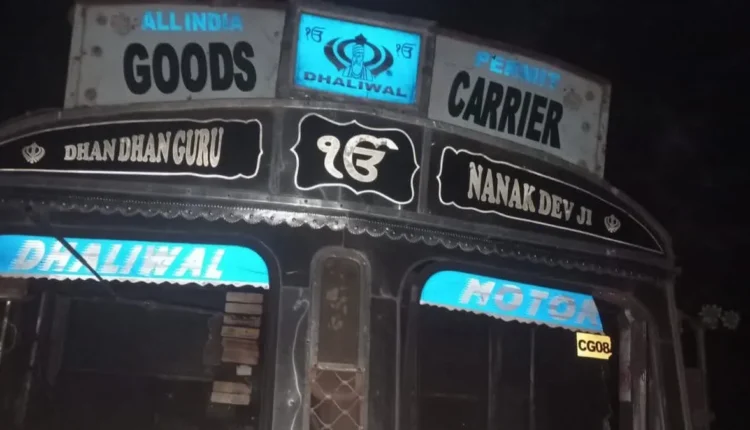 ALL INDIA
GOODS
ੴ ੴ
DHALIWAL
PERMIT
CARRIER
DHAN DHAN GURU
ੴ
NANAK DEV JI
DHALIWAL
MOTOR
CG08